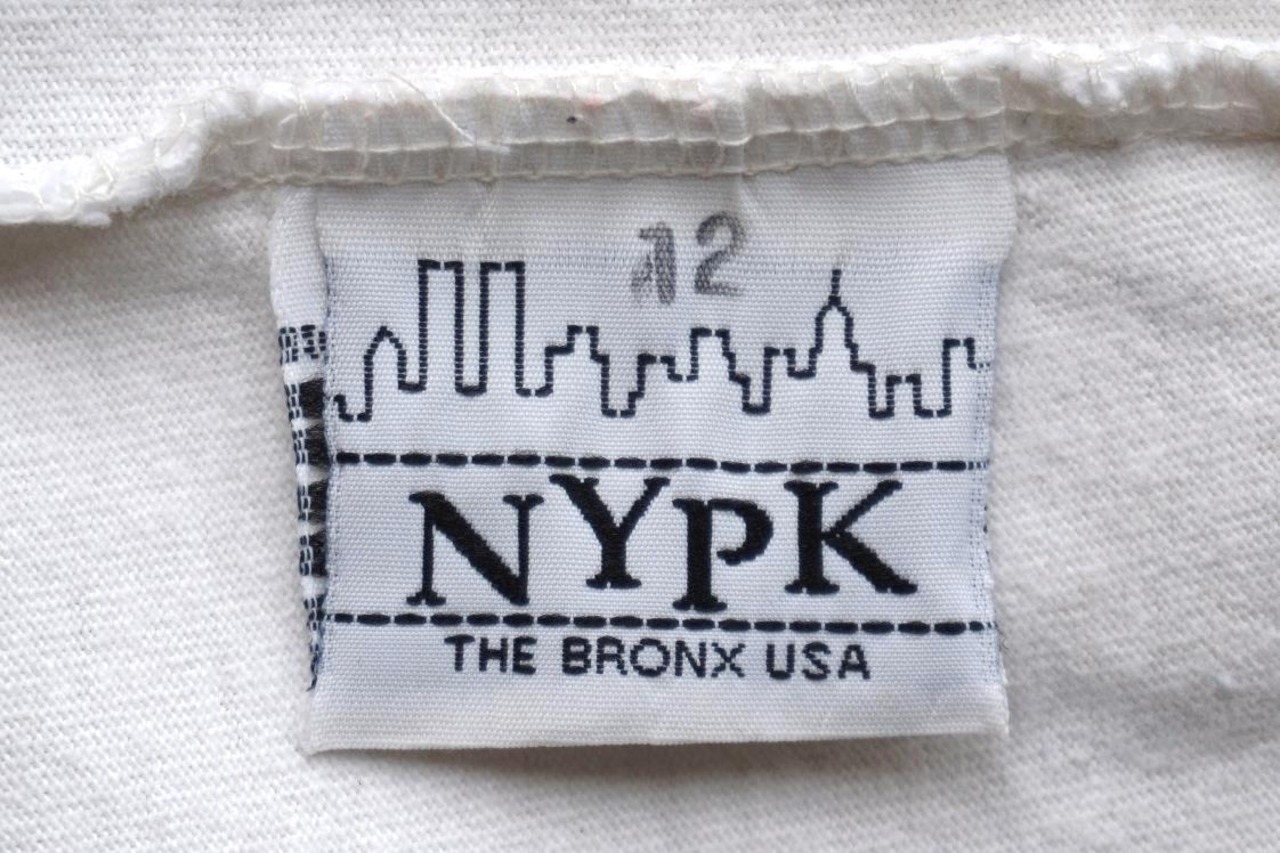 12
NYPK
THE BRONX USA